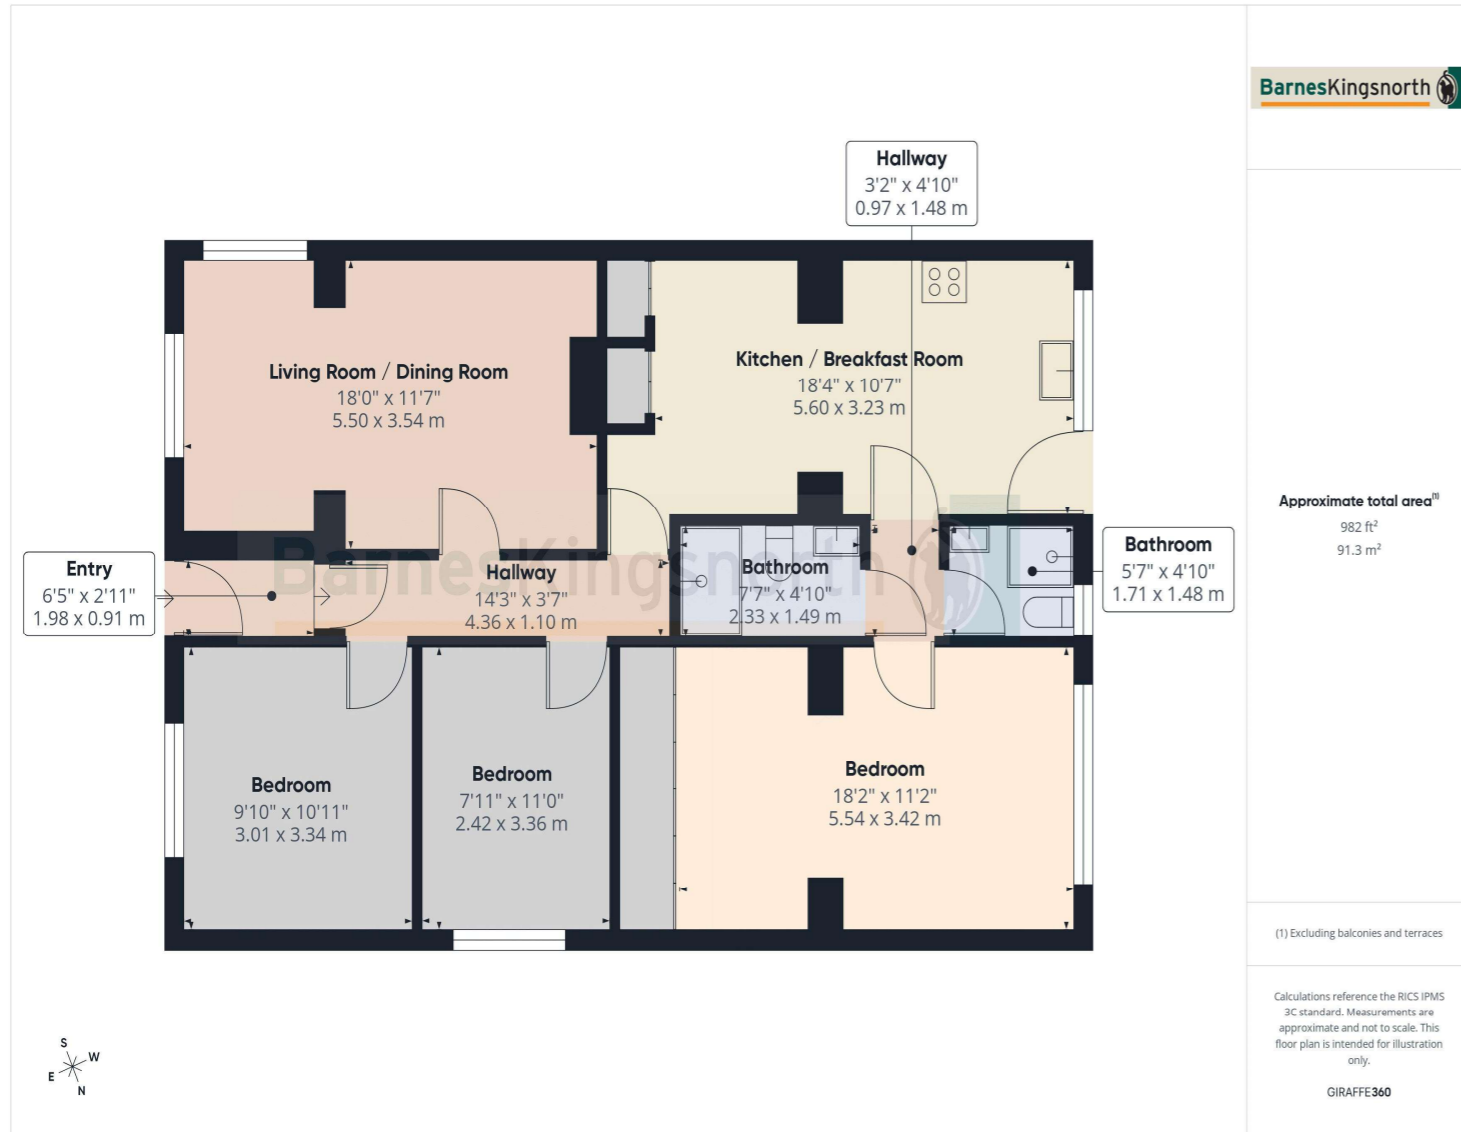 BarnesKingsnorth
Hallway
3'2" x 4'10"
0.97 x 1.48 m
Living Room / Dining Room
18'0" x 11'7"
5.50 x 3.54 m
Kitchen / Breakfast Room
18'4" x 10'7"
5.60 x 3.23 m
Entry
6'5" x 2'11"
1.98 x 0.91 m
Hallway
14'3" x 3'7"
4.36 x 1.10 m
Bathroom
7'7" x 4'10"
2.33 x 1.49 m
Bathroom
5'7" x 4'10"
1.71 x 1.48 m
BarnesKingsnorth
Bedroom
9'10" x 10'11"
3.01 x 3.34 m
Bedroom
7'11" x 11'0"
2.42 x 3.36 m
Bedroom
18'2" x 11'2"
5.54 x 3.42 m
S
W
E
N
Approximate total area(1)
982 ft²
91.3 m²
(1) Excluding balconies and terraces
Calculations reference the RICS IPMS
3C standard. Measurements are
approximate and not to scale. This
floor plan is intended for illustration
only.
GIRAFFE360